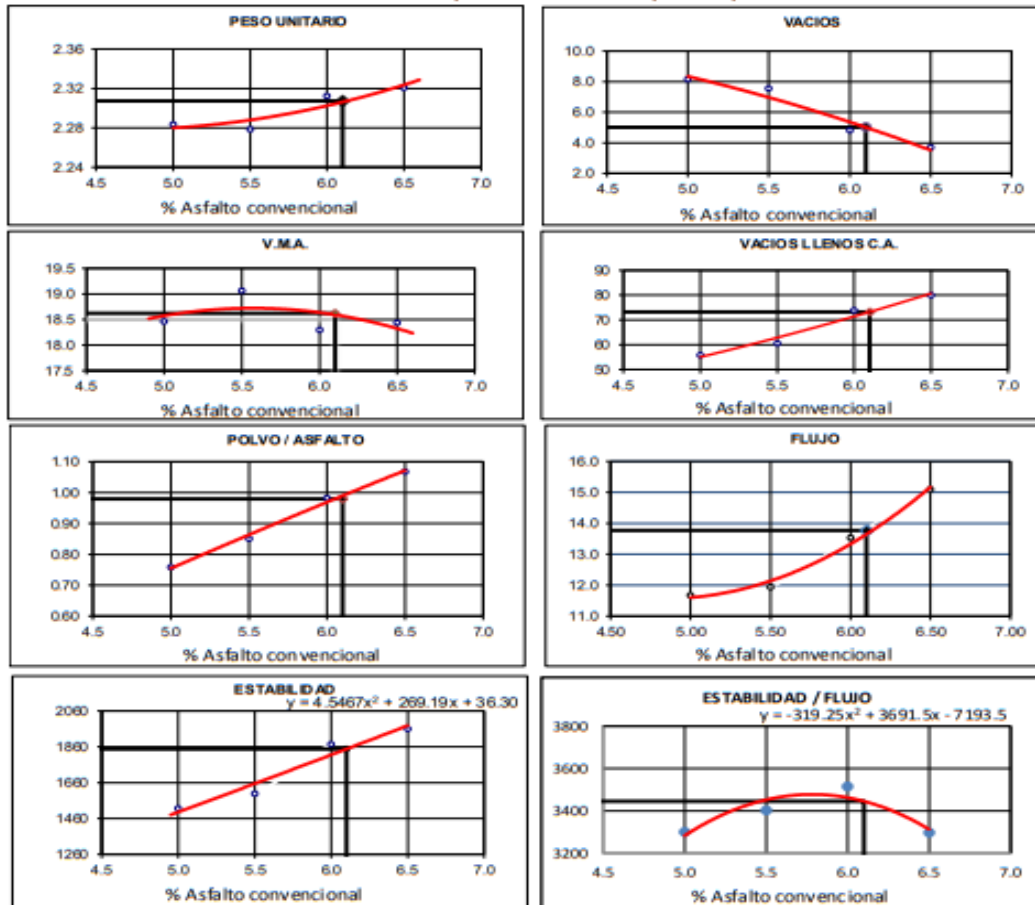 PESO UNITARIO
2.36
2.32
2.28
2.24
4.5 5.0 5.5 6.0 6.5 7.0
% Asfalto convencional
VACIOS
10.0
8.0
6.0
4.0
2.0
4.5 5.0 5.5 6.0 6.5 7.0
% Asfalto convencional
V.M.A.
19.5
19.0
18.5
18.0
17.5
4.5 5.0 5.5 6.0 6.5 7.0
% Asfalto convencional
VACIOS LLENOS C.A.
90
80
70
60
50
4.5 5.0 5.5 6.0 6.5 7.0
% Asfalto convencional
POLVO / ASFALTO
1.10
1.00
0.90
0.80
0.70
0.60
4.5 5.0 5.5 6.0 6.5 7.0
% Asfalto convencional
FLUJO
16.0
15.0
14.0
13.0
12.0
11.0
4.50 5.00 5.50 6.00 6.50 7.00
% Asfalto convencional
ESTABILIDAD
y = 4.5467x² + 269.19x + 36.30
2060
1860
1660
1460
1260
4.5 5.0 5.5 6.0 6.5 7.0
% Asfalto convencional
ESTABILIDAD / FLUJO
y = -319.25x² + 3691.5x - 7193.5
3800
3600
3400
3200
4.5 5.0 5.5 6.0 6.5 7.0
% Asfalto convencional